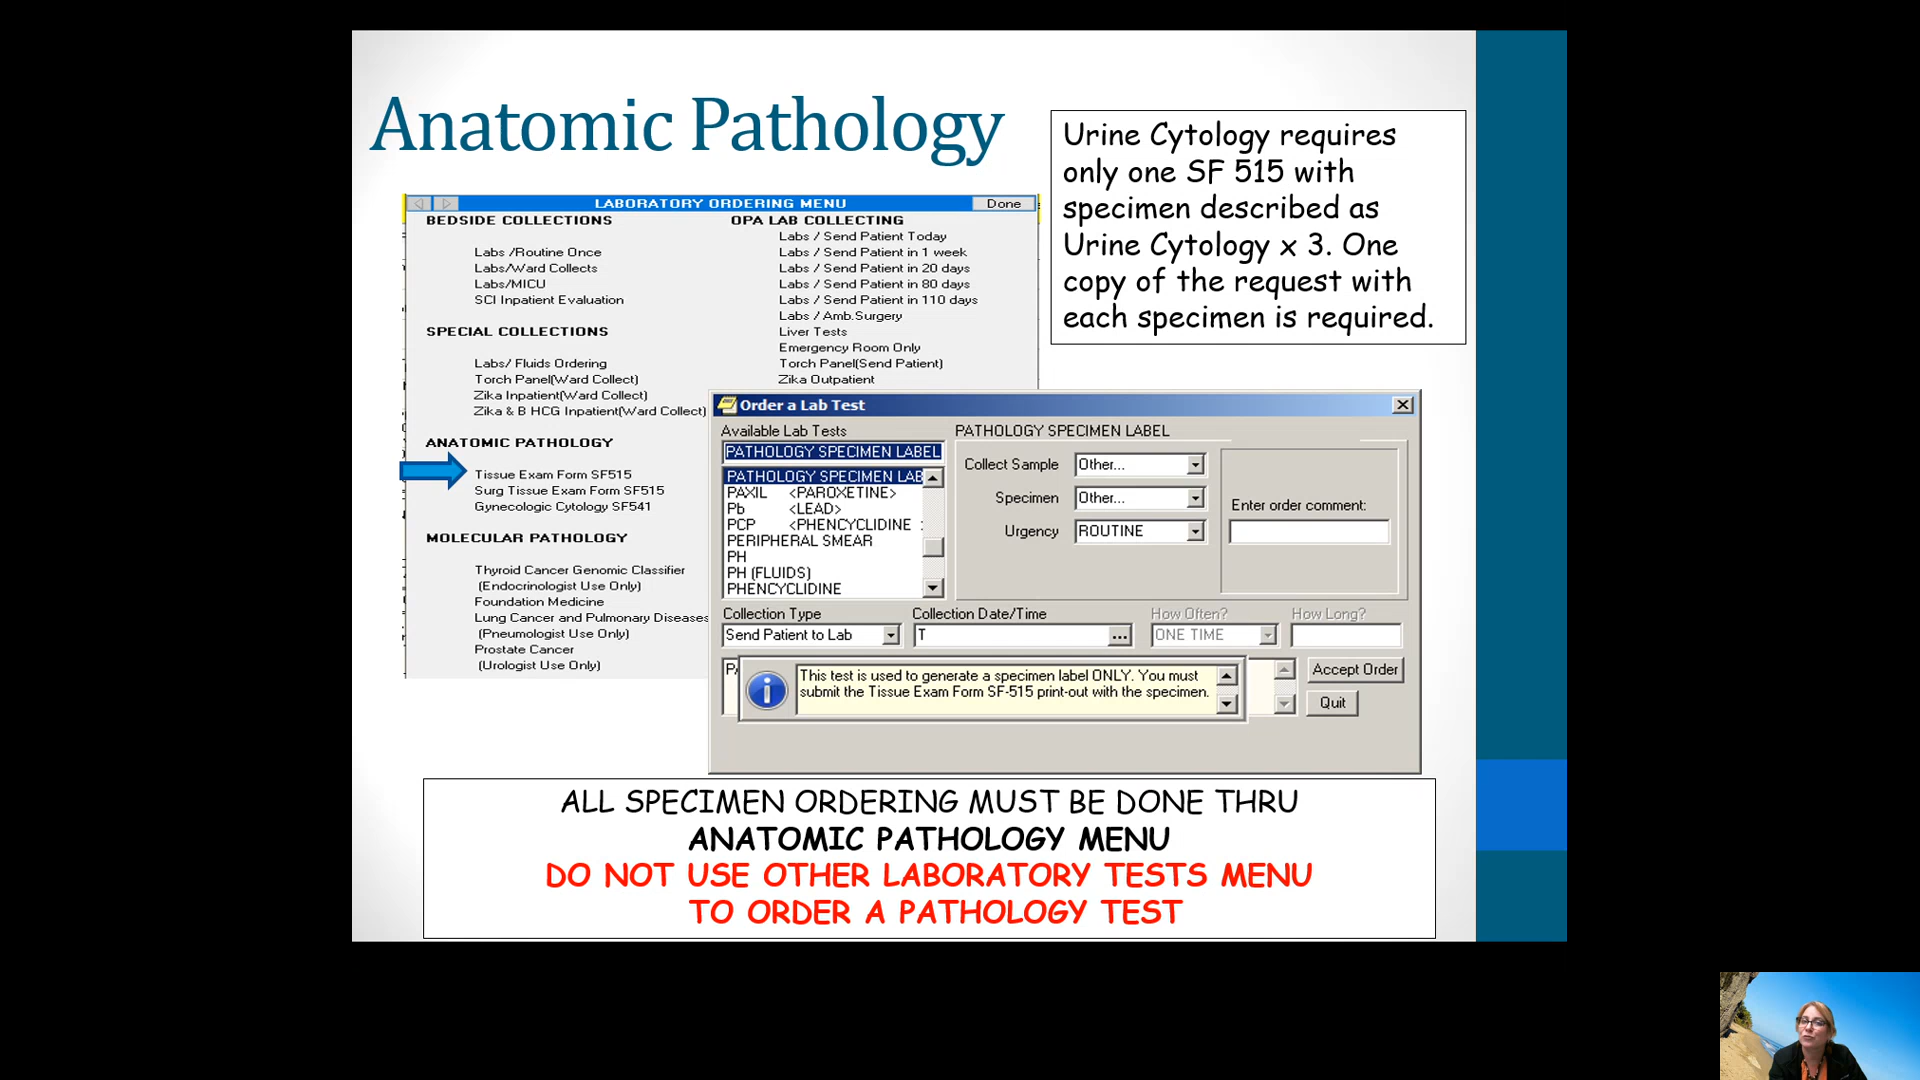 Anatomic Pathology
Urine Cytology requires
only one SF 515 with
specimen described as
Urine Cytology x 3. One
copy of the request with
each specimen is required.
LABORATORY ORDERING MENU
Done
BEDSIDE COLLECTIONS
Labs /Routine Once
Labs/Ward Collects
Labs/MICU
SCI Inpatient Evaluation
SPECIAL COLLECTIONS
Labs/ Fluids Ordering
Torch Panel(Ward Collect)
Zika Inpatient(Ward Collect)
Zika & B HCG Inpatient(Ward Collect)
ANATOMIC PATHOLOGY
Tissue Exam Form SF515
Surg Tissue Exam Form SF515
Gynecologic Cytology SF541
MOLECULAR PATHOLOGY
Thyroid Cancer Genomic Classifier
(Endocrinologist Use Only)
Foundation Medicine
Lung Cancer and Pulmonary Diseases
(Pneumologist Use Only)
Prostate Cancer
(Urologist Use Only)
OPA LAB COLLECTING
Labs / Send Patient Today
Labs / Send Patient in 1 week
Labs / Send Patient in 20 days
Labs / Send Patient in 80 days
Labs / Send Patient in 110 days
Labs / Amb.Surgery
Liver Tests
Emergency Room Only
Torch Panel(Send Patient)
Zika Outpatient
Order a Lab Test
Available Lab Tests
PATHOLOGY SPECIMEN LABEL
PATHOLOGY SPECIMEN LAB
PAXIL <PAROXETINE>
Pb <LEAD>
PCP <PHENCYCLIDINE :
PERIPHERAL SMEAR
PH
PH (FLUIDS)
PHENCYCLIDINE
PATHOLOGY SPECIMEN LABEL
Collect Sample Other...
Specimen Other...
Urgency ROUTINE
Enter order comment:
Collection Type
Send Patient to Lab
Collection Date/Time
T ...
How Often?
ONE TIME
How Long?
This test is used to generate a specimen label ONLY. You must
submit the Tissue Exam Form SF-515 print-out with the specimen.
Accept Order
Quit
ALL SPECIMEN ORDERING MUST BE DONE THRU
ANATOMIC PATHOLOGY MENU
DO NOT USE OTHER LABORATORY TESTS MENU
TO ORDER A PATHOLOGY TEST